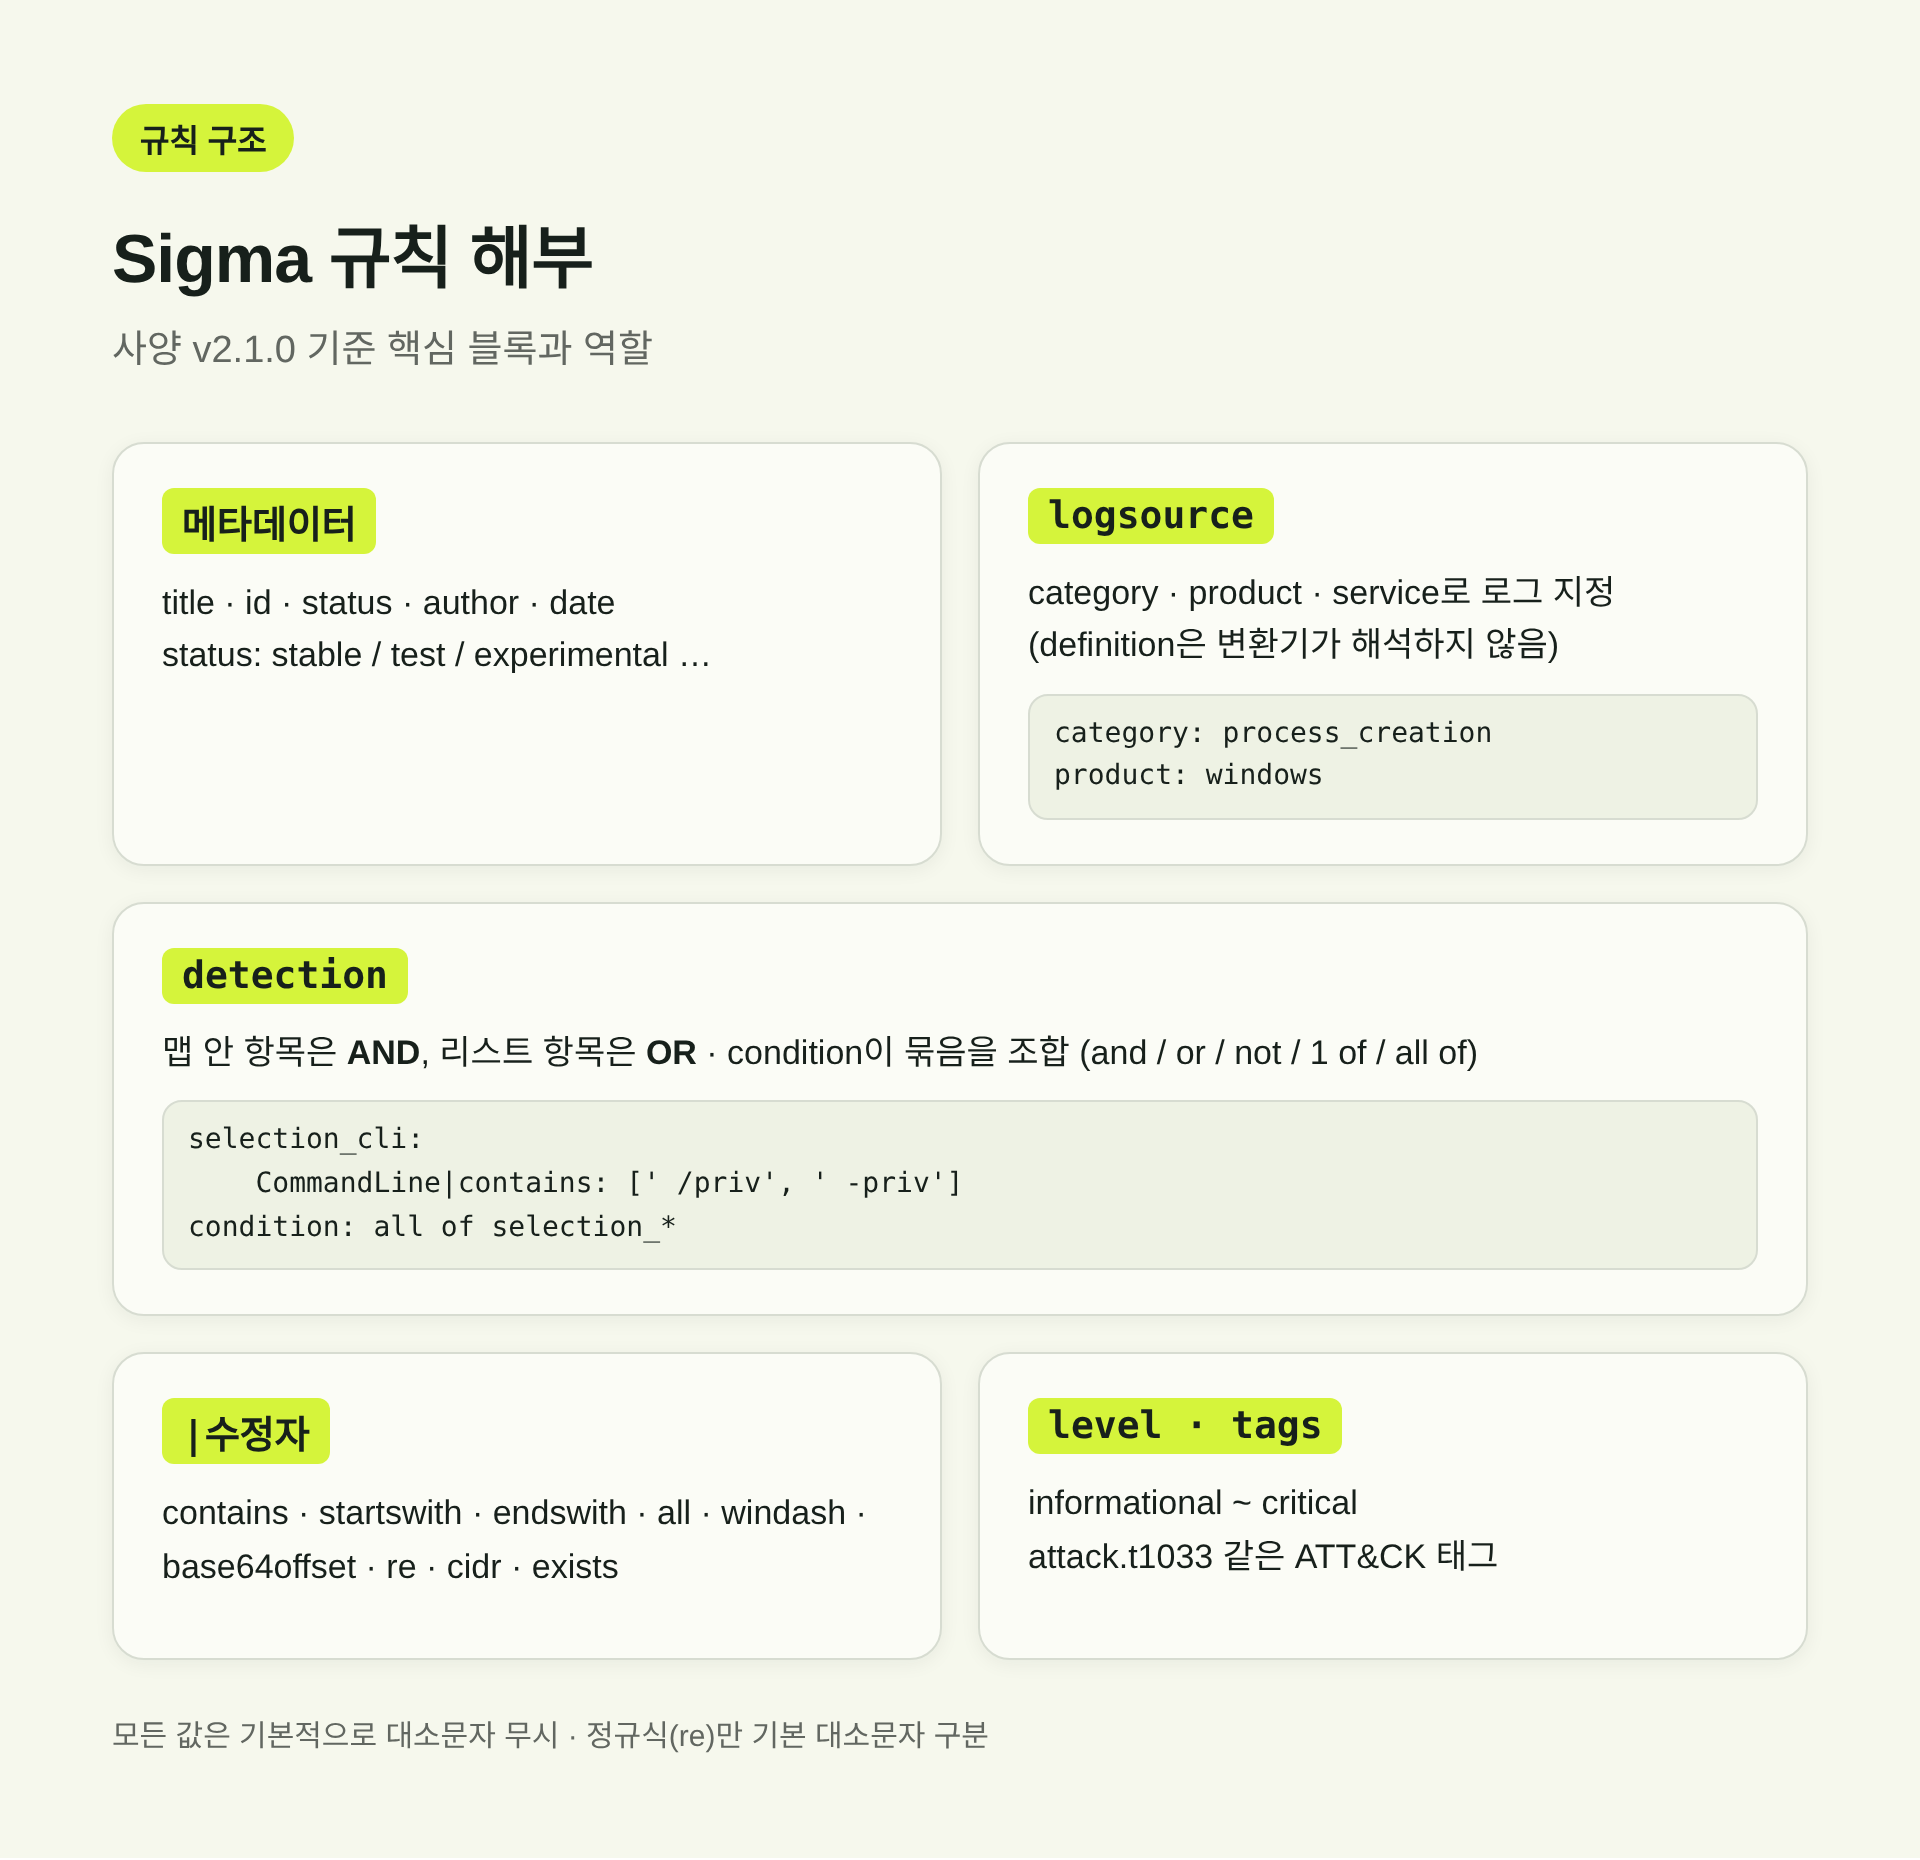 규칙 구조
Sigma 규칙 해부
사양 v2.1.0 기준 핵심 블록과 역할
메타데이터
title · id · status · author · date
status: stable / test / experimental …
logsource
category · product · service로 로그 지정
(definition은 변환기가 해석하지 않음)
category: process_creation
product: windows
detection
맵 안 항목은 AND, 리스트 항목은 OR · condition이 묶음을 조합 (and / or / not / 1 of / all of)
selection_cli:
    CommandLine|contains: [' /priv', ' -priv']
condition: all of selection_*
|수정자
contains · startswith · endswith · all · windash ·
base64offset · re · cidr · exists
level · tags
informational ~ critical
attack.t1033 같은 ATT&CK 태그
모든 값은 기본적으로 대소문자 무시 · 정규식(re)만 기본 대소문자 구분